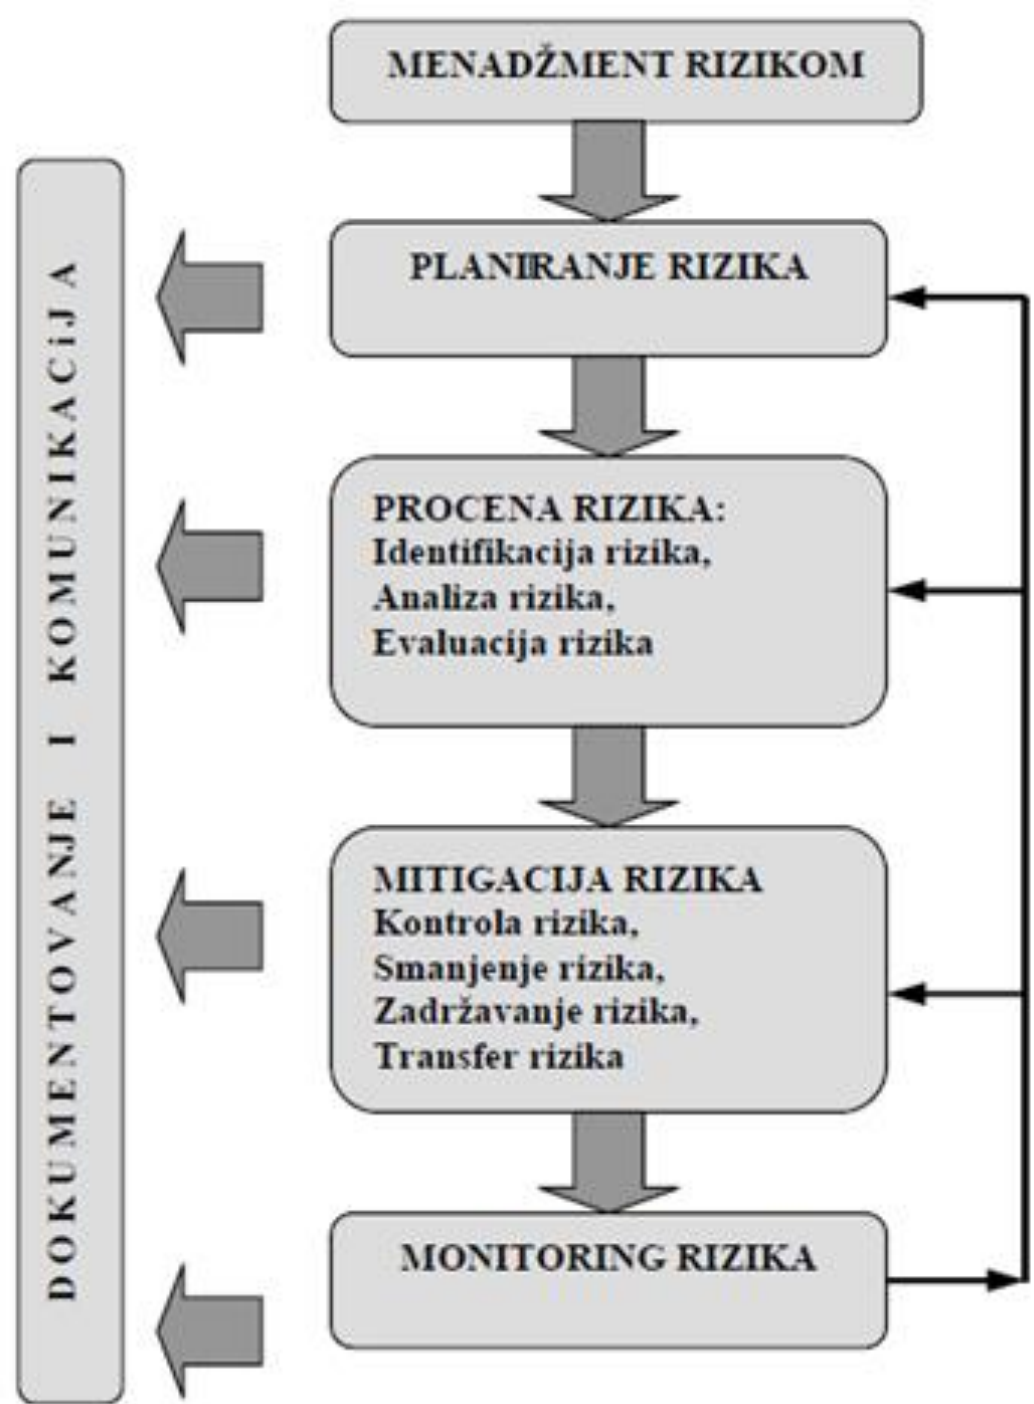 MENADŽMENT RIZIKOM
PLANIRANJE RIZIKA
PROCENA RIZIKA:
Identifikacija rizika,
Analiza rizika,
Evaluacija rizika
MITIGACIJA RIZIKA
Kontrola rizika,
Smanjenje rizika,
Zadržavanje rizika,
Transfer rizika
MONITORING RIZIKA
DOKUMENTOVANJE I KOMUNIKACiJA